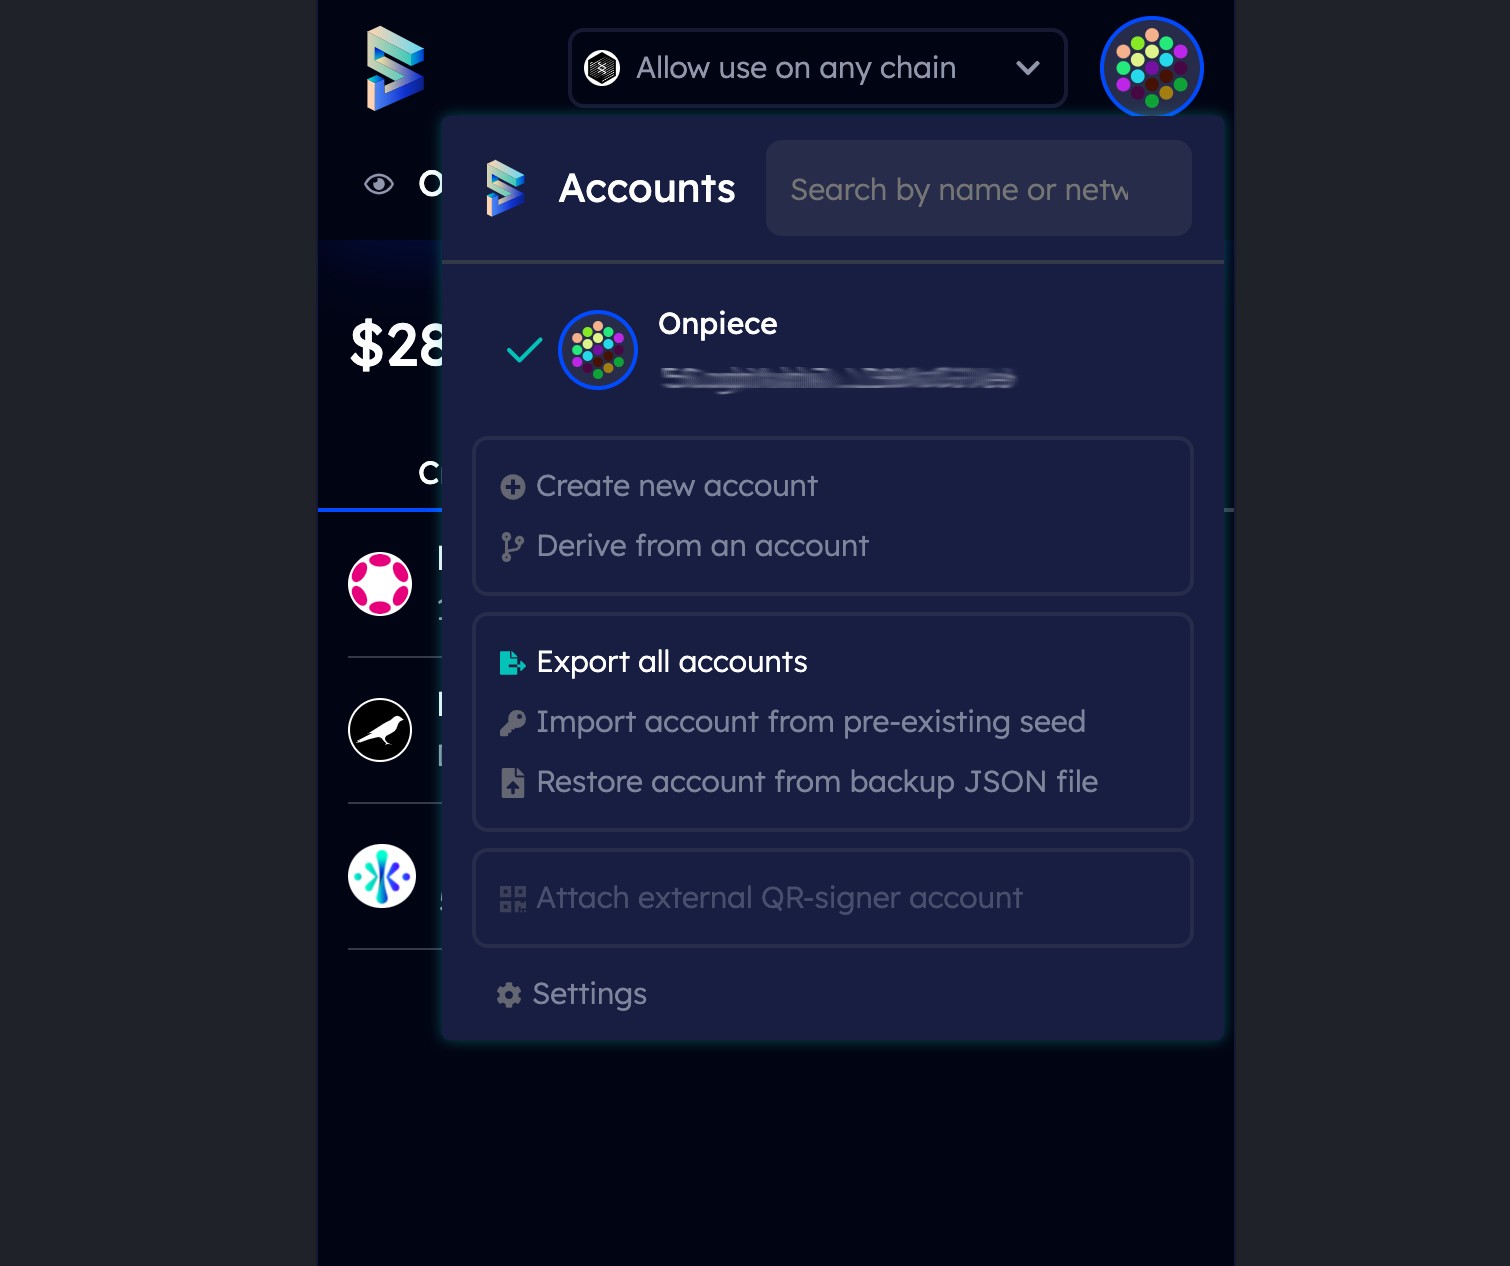 Allow use on any chain
Accounts
Search by name or netw
$28
Onpiece
Create new account
Derive from an account
Export all accounts
Import account from pre-existing seed
Restore account from backup JSON file
Attach external QR-signer account
Settings